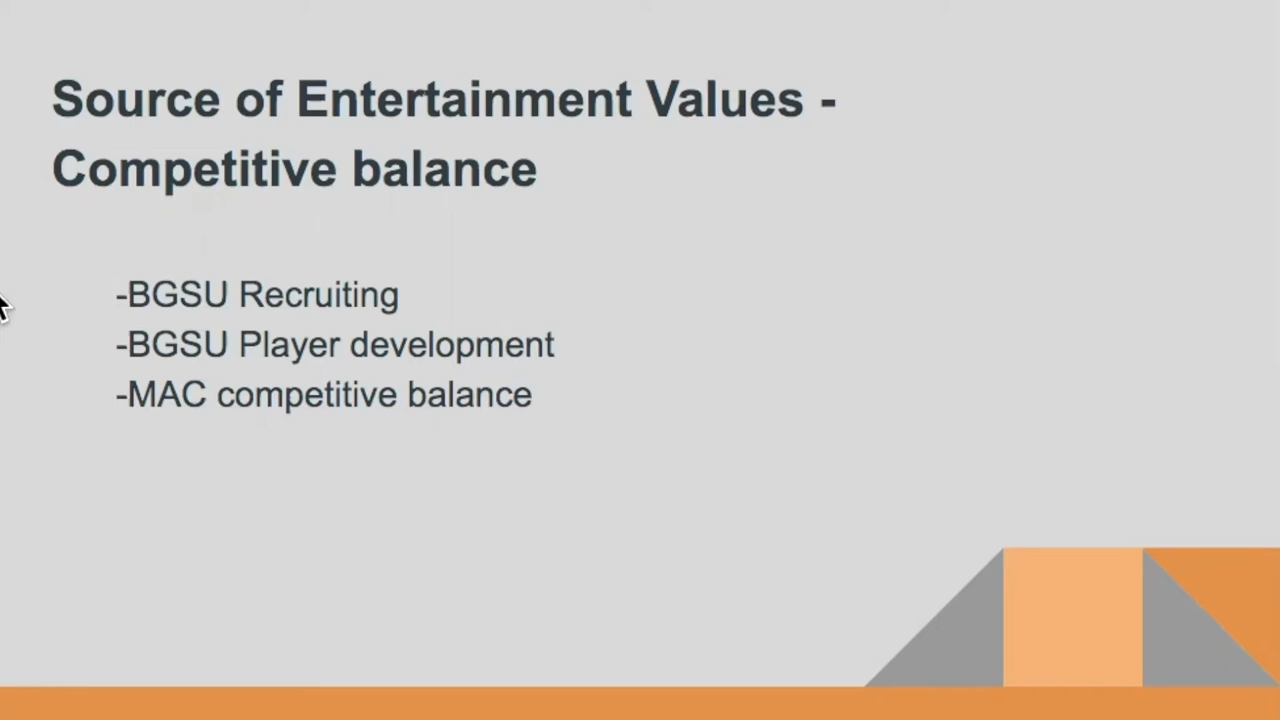 Source of Entertainment Values -
Competitive balance
-BGSU Recruiting
-BGSU Player development
-MAC competitive balance